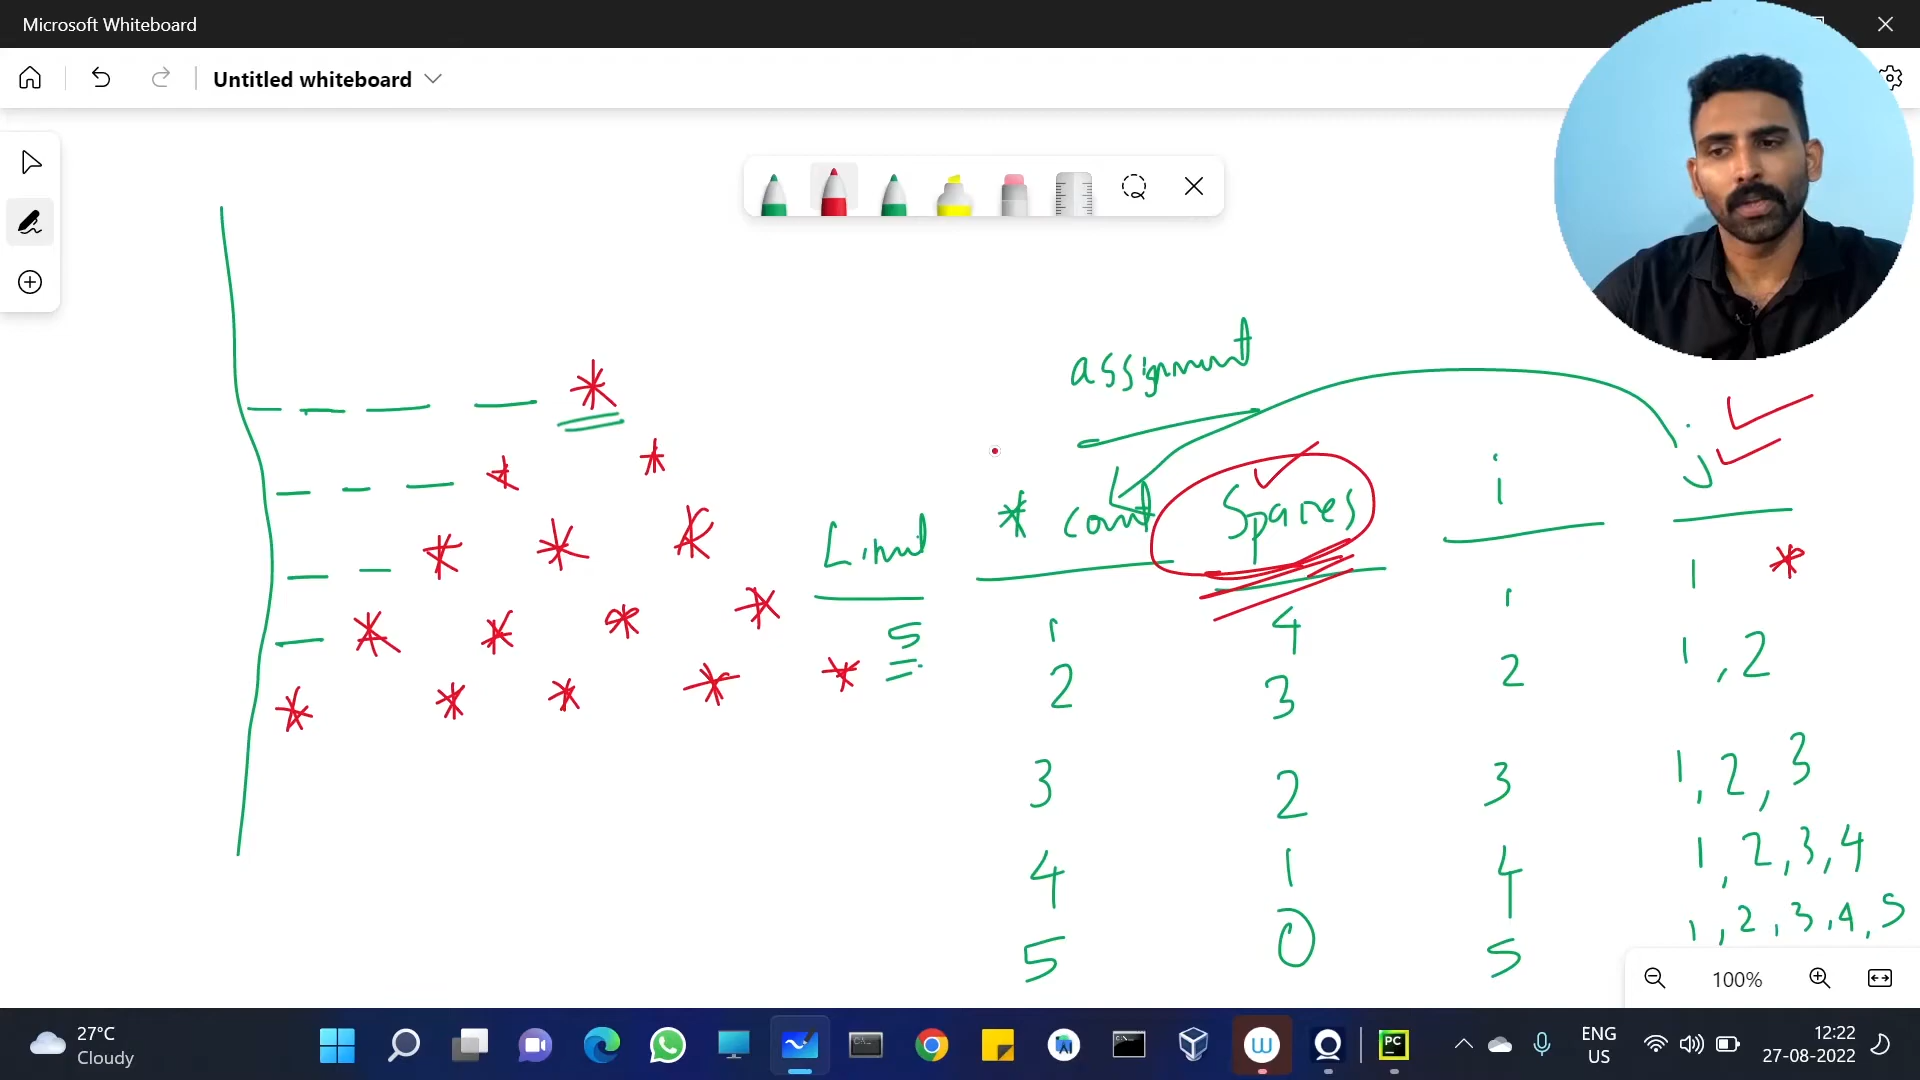 Microsoft Whiteboard
Untitled whiteboard
assignment
Limit * count Spares i j
5 1 4 1 1 *
2 3 2 1, 2
3 2 3 1, 2, 3
4 1 4 1, 2, 3, 4
5 0 5 1, 2, 3, 4, 5
* 
* *
* * *
* * * *
* * * * *
100%
27°C
Cloudy
ENG
US
12:22
27-08-2022
PC